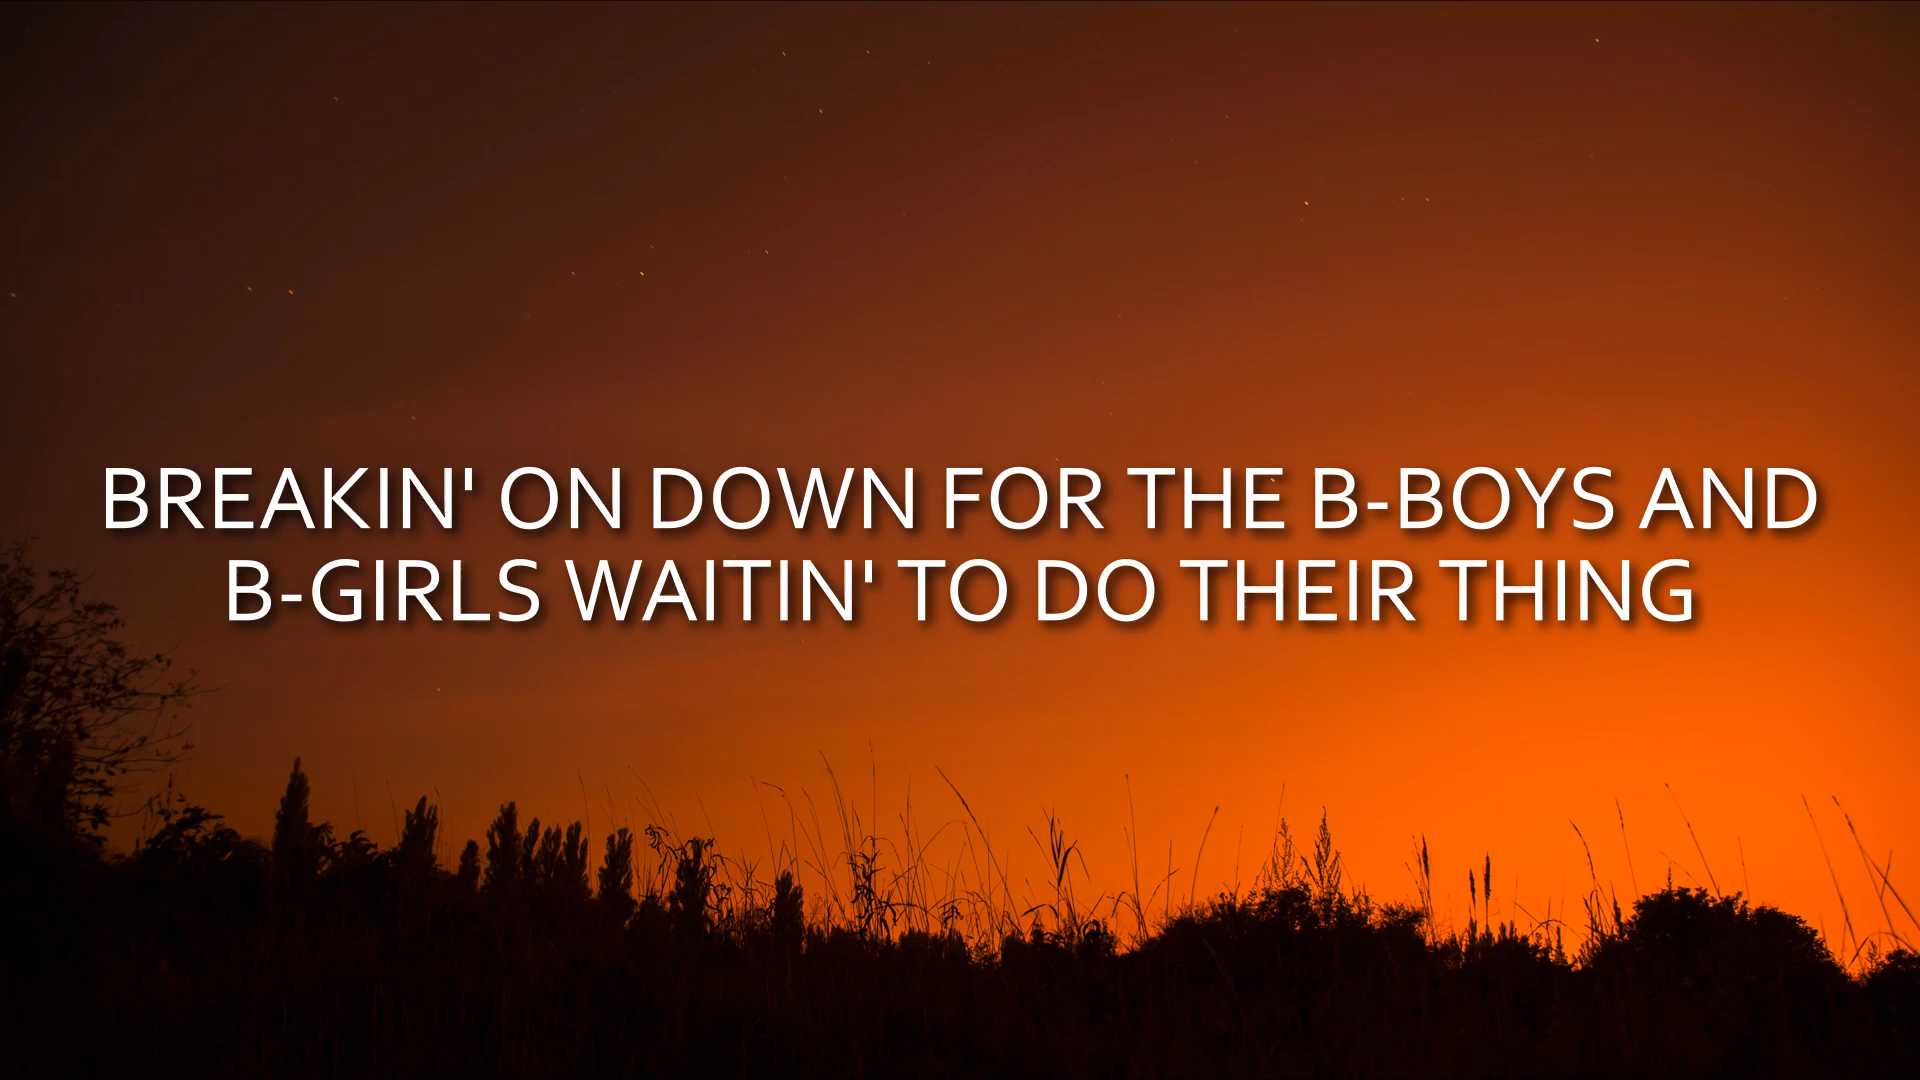 BREAKIN' ON DOWN FOR THE B-BOYS AND
B-GIRLS WAITIN' TO DO THEIR THING